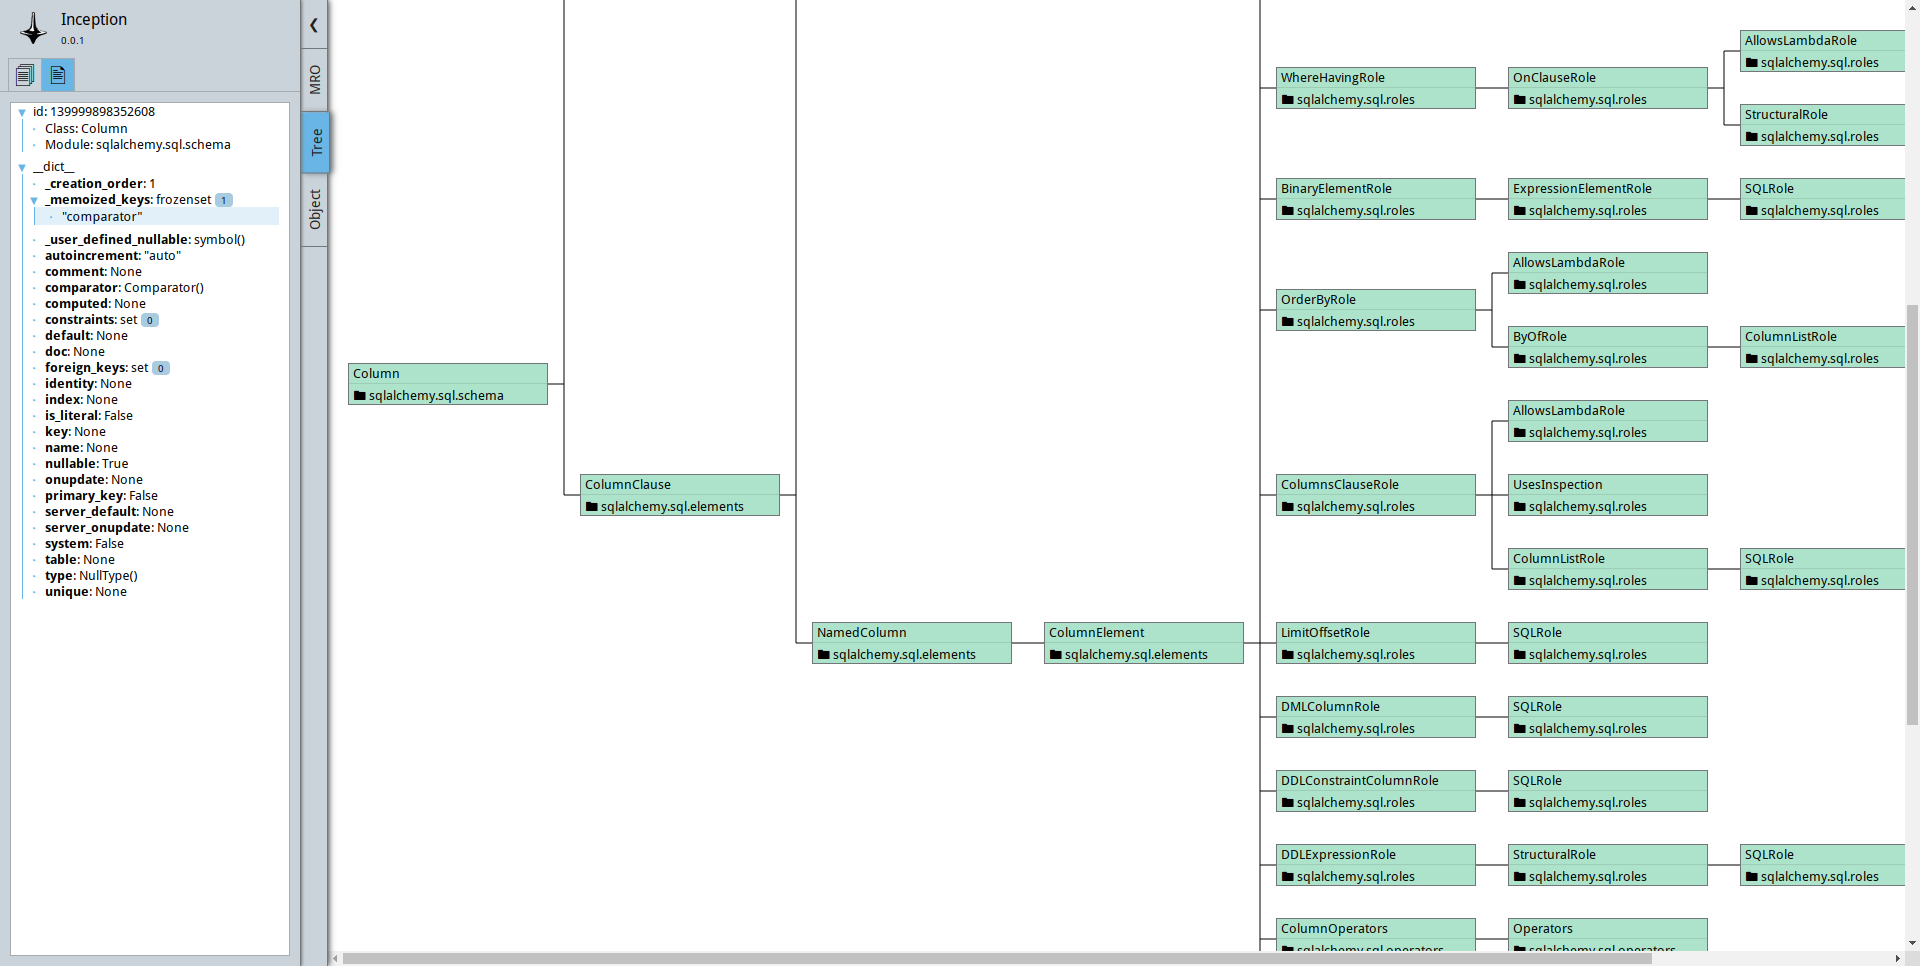 Inception
0.0.1
id: 139999898352608
Class: Column
Module: sqlalchemy.sql.schema
__dict__
_creation_order: 1
_memoized_keys: frozenset 1
"comparator"
_user_defined_nullable: symbol()
autoincrement: "auto"
comment: None
comparator: Comparator()
computed: None
constraints: set 0
default: None
doc: None
foreign_keys: set 0
identity: None
index: None
is_literal: False
key: None
name: None
nullable: True
onupdate: None
primary_key: False
server_default: None
server_onupdate: None
system: False
table: None
type: NullType()
unique: None
MRO
Tree
Object
Column
sqlalchemy.sql.schema
ColumnClause
sqlalchemy.sql.elements
NamedColumn
sqlalchemy.sql.elements
ColumnElement
sqlalchemy.sql.elements
WhereHavingRole
sqlalchemy.sql.roles
OnClauseRole
sqlalchemy.sql.roles
AllowsLambdaRole
sqlalchemy.sql.roles
StructuralRole
sqlalchemy.sql.roles
BinaryElementRole
sqlalchemy.sql.roles
ExpressionElementRole
sqlalchemy.sql.roles
SQLRole
sqlalchemy.sql.roles
OrderByRole
sqlalchemy.sql.roles
AllowsLambdaRole
sqlalchemy.sql.roles
ByOfRole
sqlalchemy.sql.roles
ColumnListRole
sqlalchemy.sql.roles
ColumnsClauseRole
sqlalchemy.sql.roles
AllowsLambdaRole
sqlalchemy.sql.roles
UsesInspection
sqlalchemy.sql.roles
ColumnListRole
sqlalchemy.sql.roles
SQLRole
sqlalchemy.sql.roles
LimitOffsetRole
sqlalchemy.sql.roles
SQLRole
sqlalchemy.sql.roles
DMLColumnRole
sqlalchemy.sql.roles
SQLRole
sqlalchemy.sql.roles
DDLConstraintColumnRole
sqlalchemy.sql.roles
SQLRole
sqlalchemy.sql.roles
DDLExpressionRole
sqlalchemy.sql.roles
StructuralRole
sqlalchemy.sql.roles
SQLRole
sqlalchemy.sql.roles
ColumnOperators
sqlalchemy.sql.operators
Operators
sqlalchemy.sql.operators